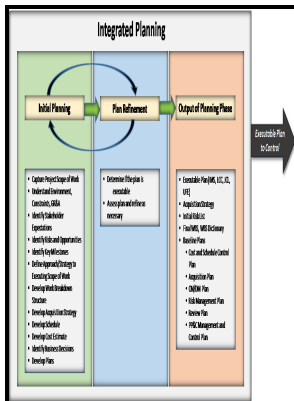 Integrated Planning
Initial Planning
Plan Refinement
Output of Planning Phase
Executable Plan
to Control
• Capture Project Scope of Work
• Understand Environment,
Constraints, GR&A
• Identify Stakeholder
Expectations
• Identify Risks and Opportunities
• Identify Key Milestones
• Define Approach/Strategy to
Executing Scope of Work
• Develop Work Breakdown
Structure
• Develop Acquisition Strategy
• Develop Schedule
• Develop Cost Estimate
• Identify Business Decisions
• Develop Plans
• Determine if the plan is
executable
• Assess plan and refine as
necessary
• Executable Plan (IMS, LCC, JCL,
UFE)
• Acquisition Strategy
• Initial Risk List
• Final WBS, WBS Dictionary
• Baseline Plans
• Cost and Schedule Control
Plan
• Acquisition Plan
• CM/DM Plan
• Risk Management Plan
• Review Plan
• PP&C Management and
Control Plan